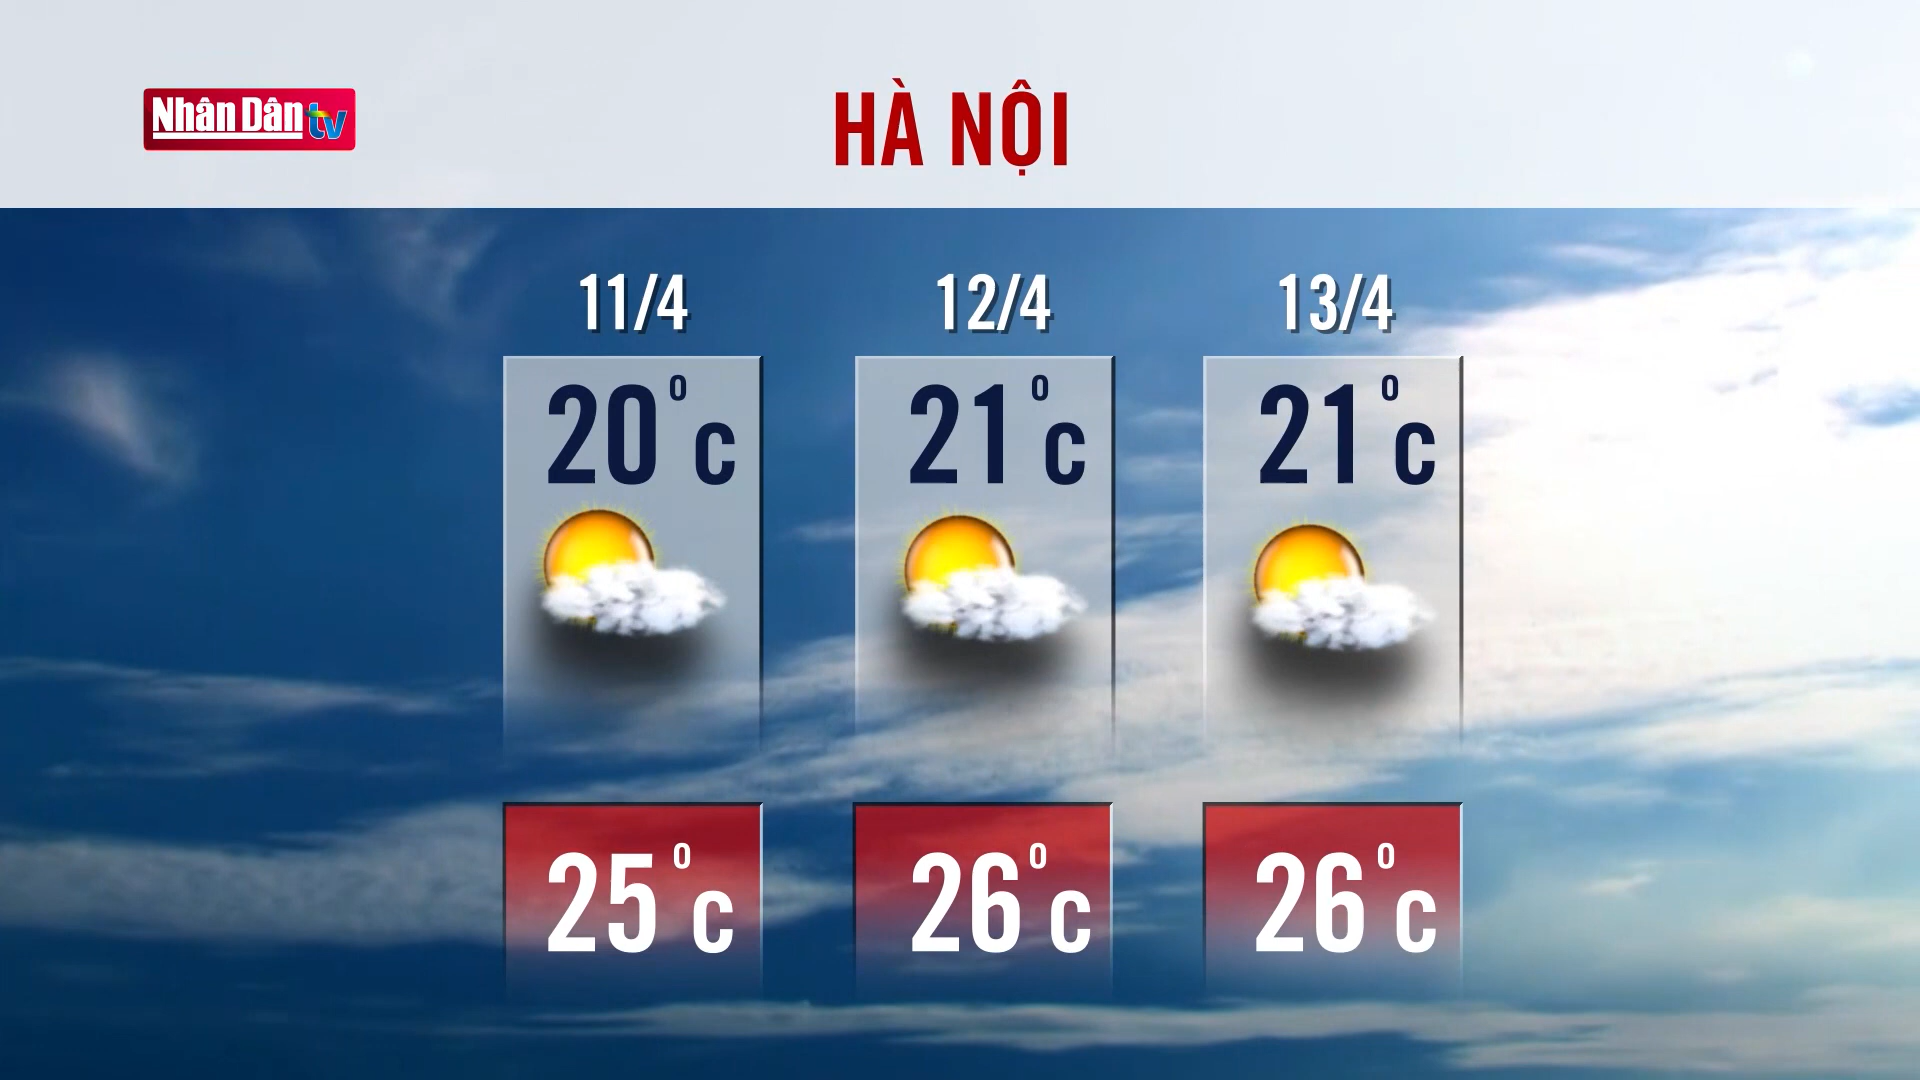 Nhân Dân tv
HÀ NỘI
11/4 12/4 13/4
20°C 21°C 21°C
25°C 26°C 26°C